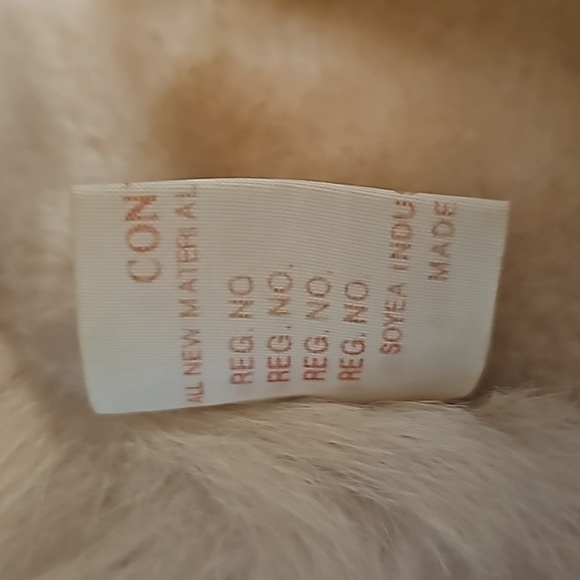 CON
ALL NEW MATERIAL
REG. NO
REG. NO.
REG. NO.
REG. NO.
SOYEA INDU
MADE